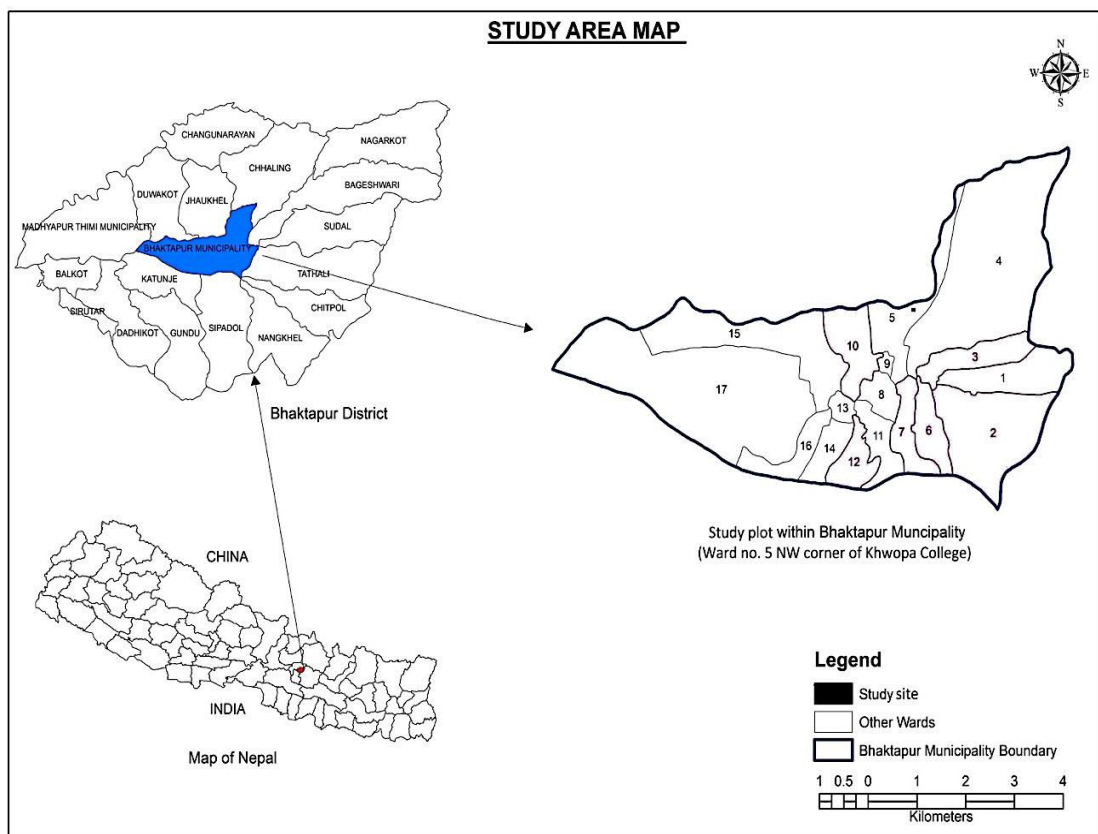 STUDY AREA MAP
N
W E
S
CHANGUNARAYAN
NAGARKOT
CHHALING
BAGESHWARI
DUWAKOT
JHAUKHEL
MADHYAPUR THIMI MUNICIPALITY
SUDAL
BHAKTAPUR MUNICIPALITY
BALKOT
KATUNJE
TATHALI
SIRUTAR
CHITPOL
DADHIKOT
GUNDU
SIPADOL
NANGKHEL
Bhaktapur District
4
5
15
10
3
9
1
17
8
13
11
7
6
2
16
14
12
Study plot within Bhaktapur Muncipality
(Ward no. 5 NW corner of Khwopa College)
CHINA
INDIA
Map of Nepal
Legend
Study site
Other Wards
Bhaktapur Municipality Boundary
1 0.5 0 1 2 3 4
Kilometers